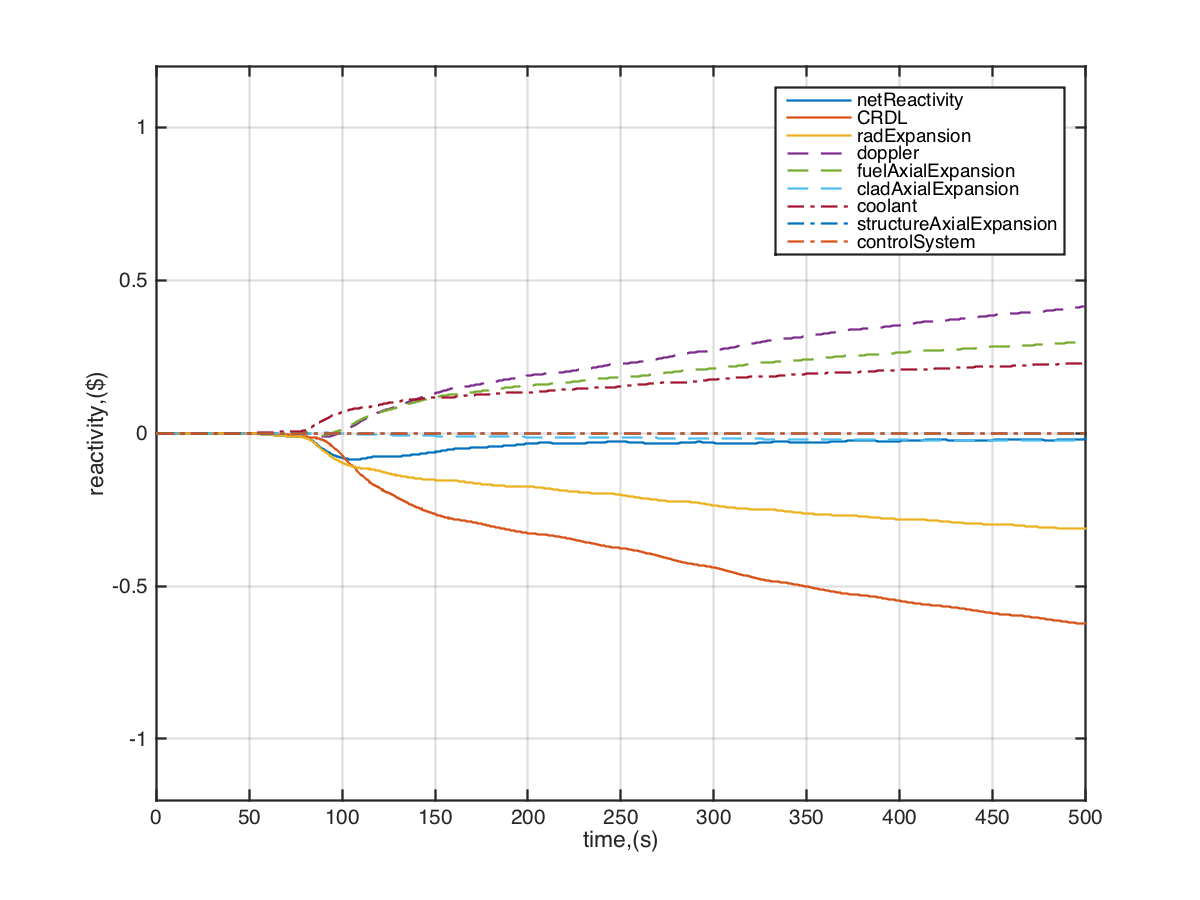 netReactivity
CRDL
radExpansion
doppler
fuelAxialExpansion
cladAxialExpansion
coolant
structureAxialExpansion
controlSystem
1
0.5
0
-0.5
-1
reactivity,($)
0 50 100 150 200 250 300 350 400 450 500
time,(s)